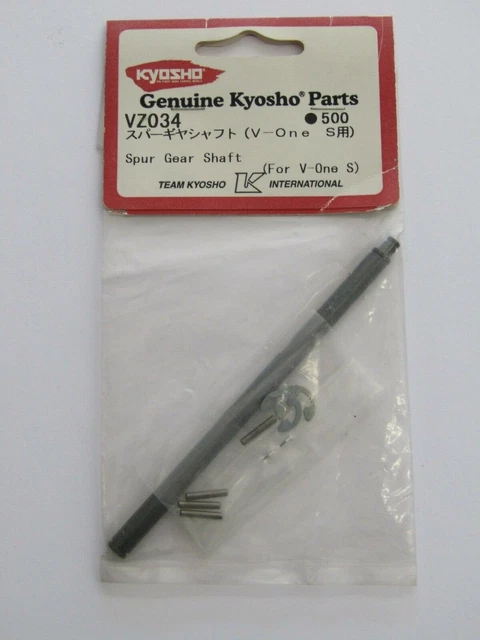 KYOSHO
Genuine Kyosho® Parts
VZ034 ●500
スパーギヤシャフト(V-One S用)
Spur Gear Shaft
(For V-One S)
TEAM KYOSHO K INTERNATIONAL